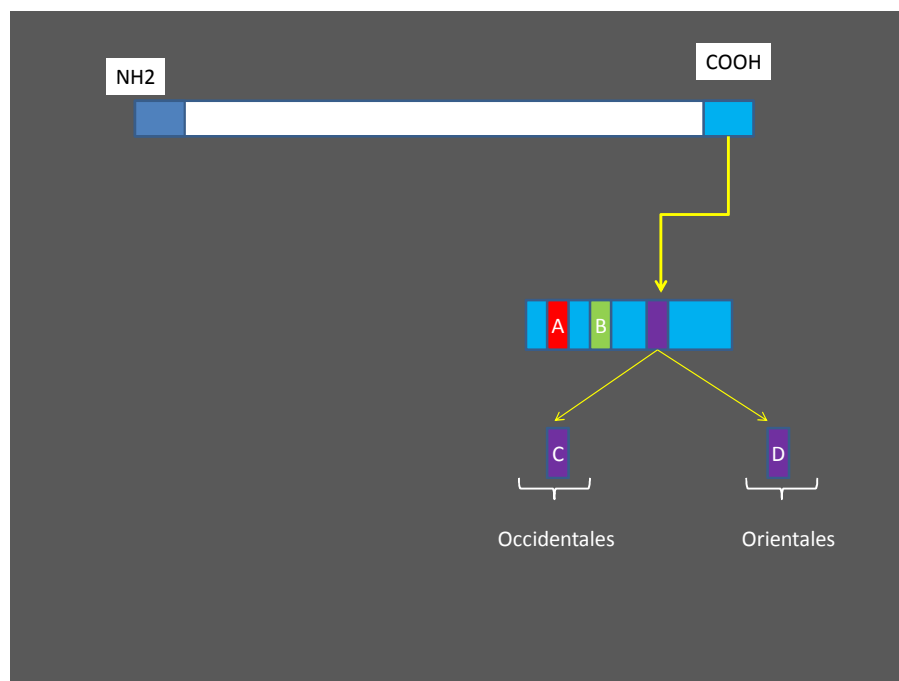 NH2
COOH
A
B
C
D
Occidentales
Orientales